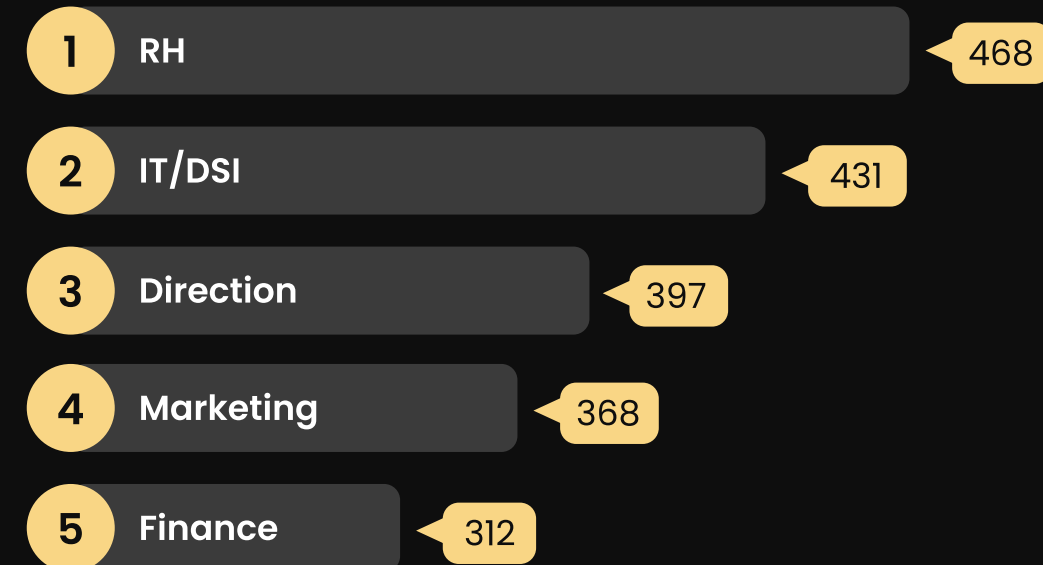 1 RH 468
2 IT/DSI 431
3 Direction 397
4 Marketing 368
5 Finance 312